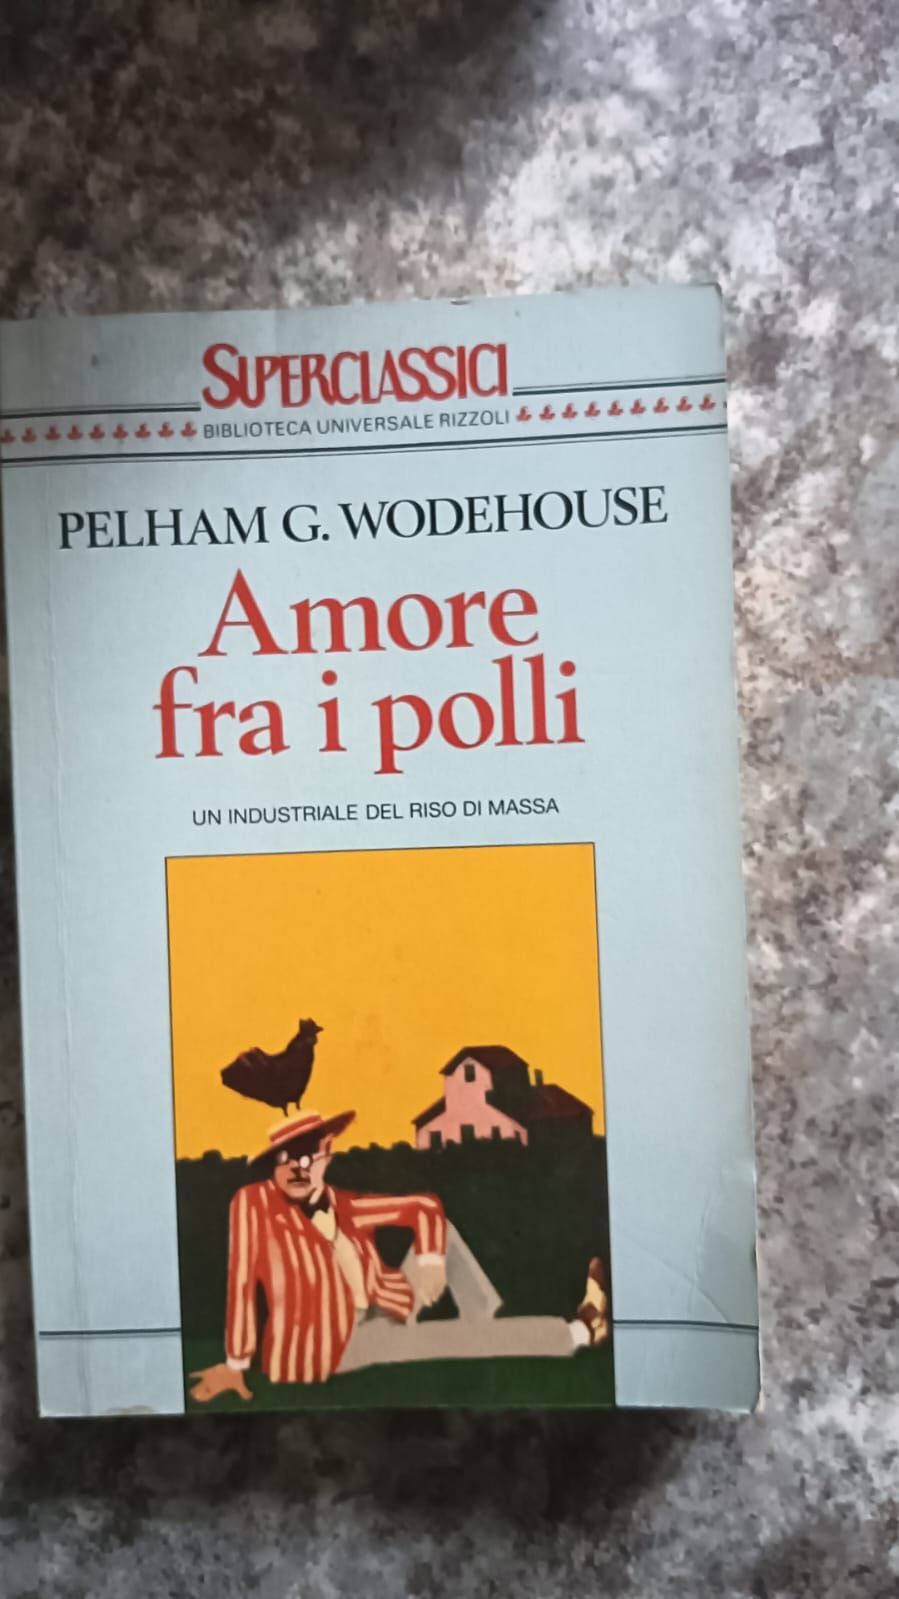 SUPERCLASSICI
BIBLIOTECA UNIVERSALE RIZZOLI
PELHAM G. WODEHOUSE
Amore
fra i polli
UN INDUSTRIALE DEL RISO DI MASSA